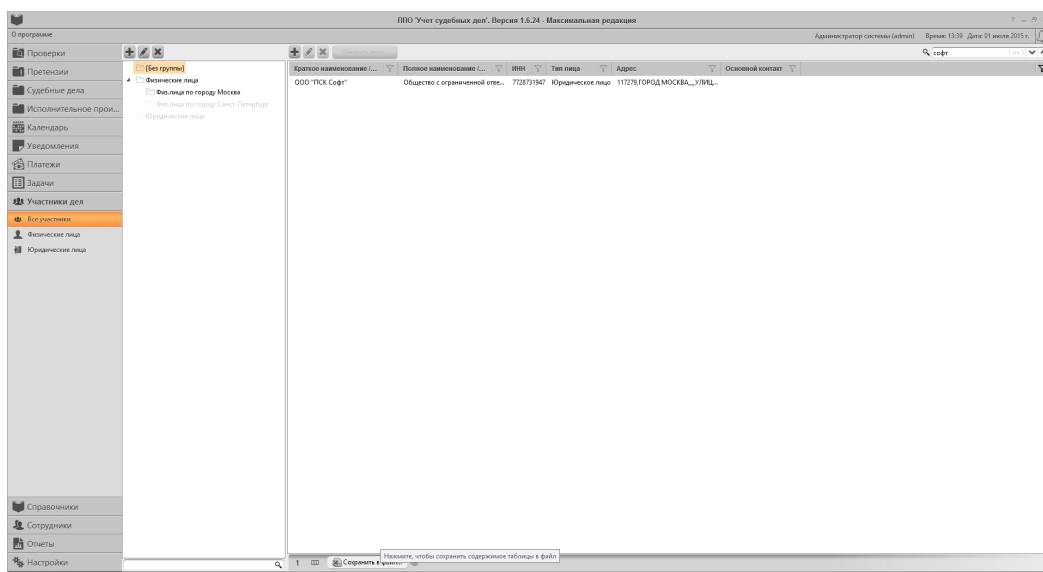 ППО 'Учет судебных дел'. Версия 1.6.24 - Максимальная редакция
О программе
Администратор системы (admin) Время: 13:39 Дата: 01 июля 2015 г.
Проверки
Претензии
Судебные дела
Исполнительное прои...
Календарь
Уведомления
Платежи
Задачи
Участники дел
Все участники
Физические лица
Юридические лица
Справочники
Сотрудники
Отчеты
Настройки
(Без группы)
Физические лица
Физ.лица по городу Москва
Физ.лица по городу Санкт-Петербург
Юридические лица
софт
Краткое наименование /... Полное наименование /... ИНН Тип лица Адрес Основной контакт
ООО "ПСК Софт" Общество с ограниченной отве... 7728731947 Юридическое лицо 117279,ГОРОД МОСКВА,,,,УЛИЦ...
Нажмите, чтобы сохранить содержимое таблицы в файл
1 Сохранить в файл...